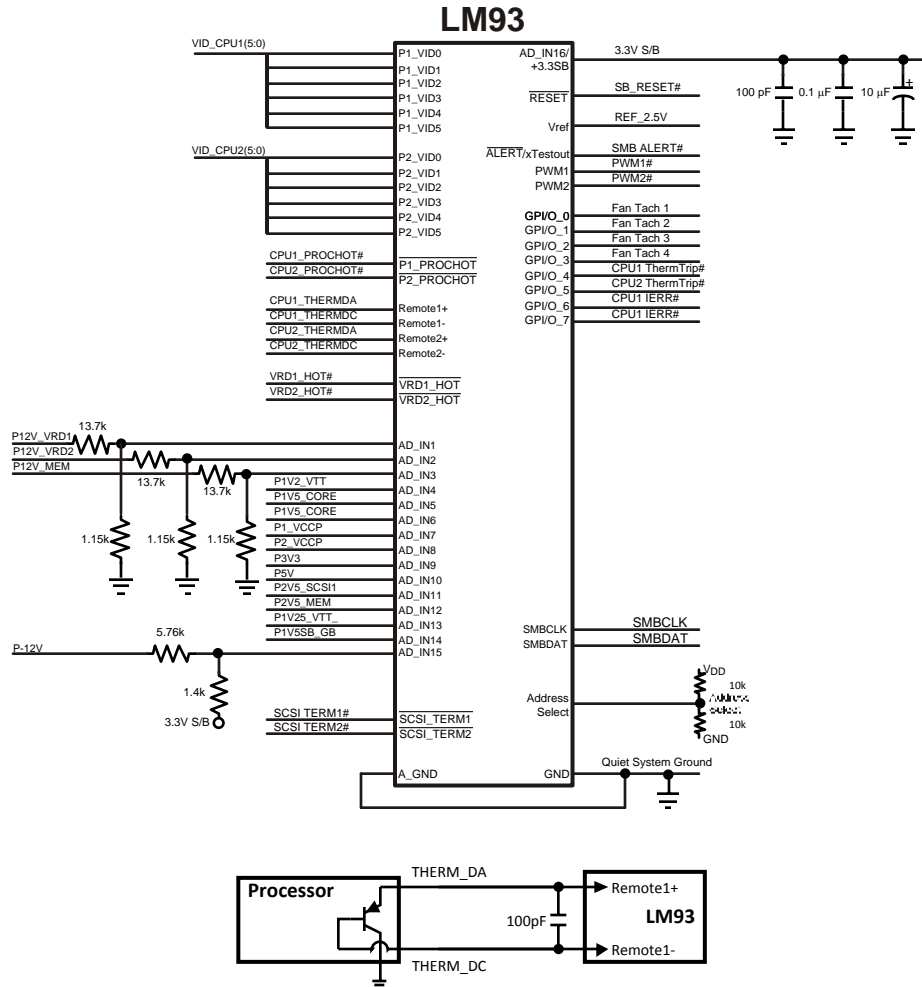 LM93
VID_CPU1(5:0)
P1_VID0
P1_VID1
P1_VID2
P1_VID3
P1_VID4
P1_VID5
VID_CPU2(5:0)
P2_VID0
P2_VID1
P2_VID2
P2_VID3
P2_VID4
P2_VID5
CPU1_PROCHOT#
P1_PROCHOT
CPU2_PROCHOT#
P2_PROCHOT
CPU1_THERMDA
Remote1+
CPU1_THERMDC
Remote1-
CPU2_THERMDA
Remote2+
CPU2_THERMDC
Remote2-
VRD1_HOT#
VRD1_HOT
VRD2_HOT#
VRD2_HOT
P12V_VRD1
13.7k
AD_IN1
P12V_VRD2
13.7k
AD_IN2
P12V_MEM
13.7k
AD_IN3
1.15k
1.15k
1.15k
P1V2_VTT
AD_IN4
P1V5_CORE
AD_IN5
P1V5_CORE
AD_IN6
P1_VCCP
AD_IN7
P2_VCCP
AD_IN8
P3V3
AD_IN9
P5V
AD_IN10
P2V5_SCSI1
AD_IN11
P2V5_MEM
AD_IN12
P1V25_VTT_
AD_IN13
P1V5SB_GB
AD_IN14
P-12V
5.76k
AD_IN15
1.4k
3.3V S/B
SCSI TERM1#
SCSI_TERM1
SCSI TERM2#
SCSI_TERM2
A_GND
AD_IN16/
+3.3SB
3.3V S/B
100 pF
0.1 μF
10 μF
+
RESET
SB_RESET#
Vref
REF_2.5V
ALERT/xTestout
SMB ALERT#
PWM1
PWM1#
PWM2
PWM2#
GPI/O_0
Fan Tach 1
GPI/O_1
Fan Tach 2
GPI/O_2
Fan Tach 3
GPI/O_3
Fan Tach 4
GPI/O_4
CPU1 ThermTrip#
GPI/O_5
CPU2 ThermTrip#
GPI/O_6
CPU1 IERR#
GPI/O_7
CPU1 IERR#
SMBCLK
SMBCLK
SMBDAT
SMBDAT
Address
Select
VDD
10k
Address
select
10k
GND
GND
Quiet System Ground
Processor
THERM_DA
100pF
THERM_DC
Remote1+
LM93
Remote1-